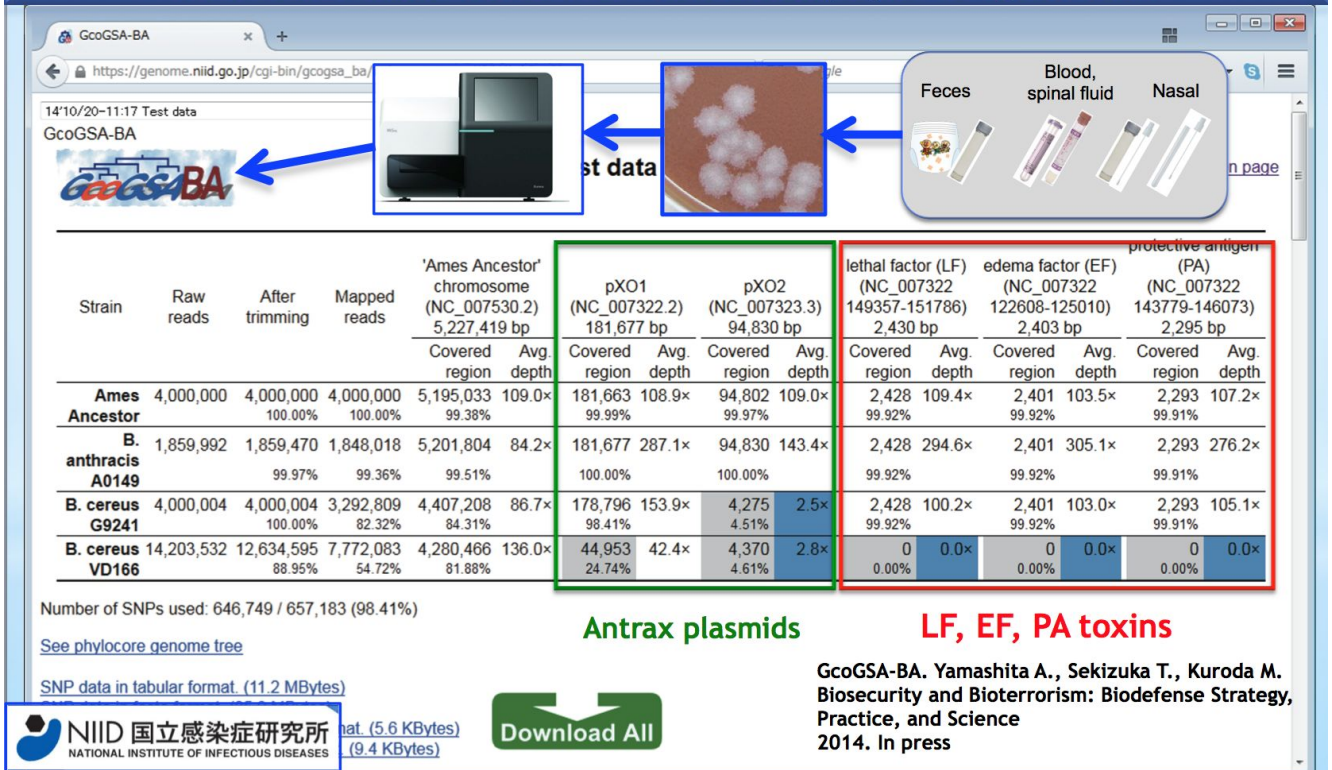 GcoGSA-BA
https://genome.niid.go.jp/cgi-bin/gcogsa_ba/
14'10/20-11:17 Test data
GcoGSA-BA
GcoGSABA
st data
n page
Feces
Blood,
spinal fluid
Nasal
Strain Raw reads After trimming Mapped reads
'Ames Ancestor'
chromosome
(NC_007530.2)
5,227,419 bp
pXO1
(NC_007322.2)
181,677 bp
pXO2
(NC_007323.3)
94,830 bp
lethal factor (LF)
(NC_007322
149357-151786)
2,430 bp
edema factor (EF)
(NC_007322
122608-125010)
2,403 bp
protective antigen
(PA)
(NC_007322
143779-146073)
2,295 bp
Covered region Avg. depth Covered region Avg. depth Covered region Avg. depth Covered region Avg. depth Covered region Avg. depth Covered region Avg. depth
Ames 4,000,000 4,000,000 4,000,000 5,195,033 109.0× 181,663 108.9× 94,802 109.0× 2,428 109.4× 2,401 103.5× 2,293 107.2×
Ancestor 100.00% 100.00% 99.38% 99.99% 99.97% 99.92% 99.92% 99.91%
B. 1,859,992 1,859,470 1,848,018 5,201,804 84.2× 181,677 287.1× 94,830 143.4× 2,428 294.6× 2,401 305.1× 2,293 276.2×
anthracis
A0149 99.97% 99.36% 99.51% 100.00% 100.00% 99.92% 99.92% 99.91%
B. cereus 4,000,004 4,000,004 3,292,809 4,407,208 86.7× 178,796 153.9× 4,275 2.5× 2,428 100.2× 2,401 103.0× 2,293 105.1×
G9241 100.00% 82.32% 84.31% 98.41% 4.51% 99.92% 99.92% 99.91%
B. cereus 14,203,532 12,634,595 7,772,083 4,280,466 136.0× 44,953 42.4× 4,370 2.8× 0 0.0× 0 0.0× 0 0.0×
VD166 88.95% 54.72% 81.88% 24.74% 4.61% 0.00% 0.00% 0.00%
Number of SNPs used: 646,749 / 657,183 (98.41%)
See phylocore genome tree
SNP data in tabular format. (11.2 MBytes)
nat. (5.6 KBytes)
(9.4 KBytes)
Antrax plasmids
LF, EF, PA toxins
Download All
GcoGSA-BA. Yamashita A., Sekizuka T., Kuroda M.
Biosecurity and Bioterrorism: Biodefense Strategy,
Practice, and Science
2014. In press
NIID 国立感染症研究所
NATIONAL INSTITUTE OF INFECTIOUS DISEASES